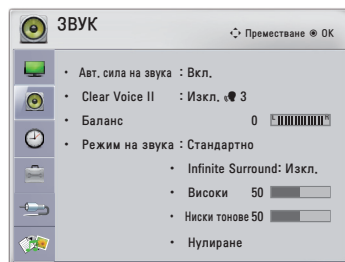 ЗВУК
Преместване ОК
• Авт. сила на звука : Вкл.
• Clear Voice II : Изкл. 3
• Баланс 0 L R
• Режим на звука : Стандартно
• Infinite Surround: Изкл.
• Високи 50
• Ниски тонове 50
• Нулиране